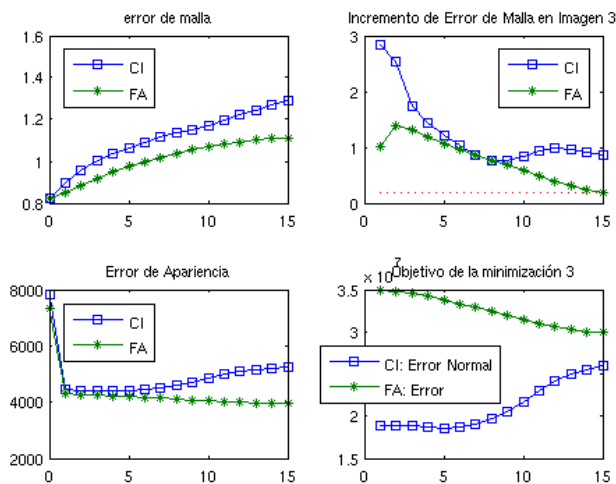 error de malla
1.6
1.4
1.2
1
0.8
0 5 10 15
CI
FA
Incremento de Error de Malla en Imagen 3
3
2
1
0
0 5 10 15
CI
FA
Error de Apariencia
8000
6000
4000
2000
0 5 10 15
CI
FA
x 10^7
Objetivo de la minimización 3
3.5
3
2
1.5
0 5 10 15
CI: Error Normal
FA: Error